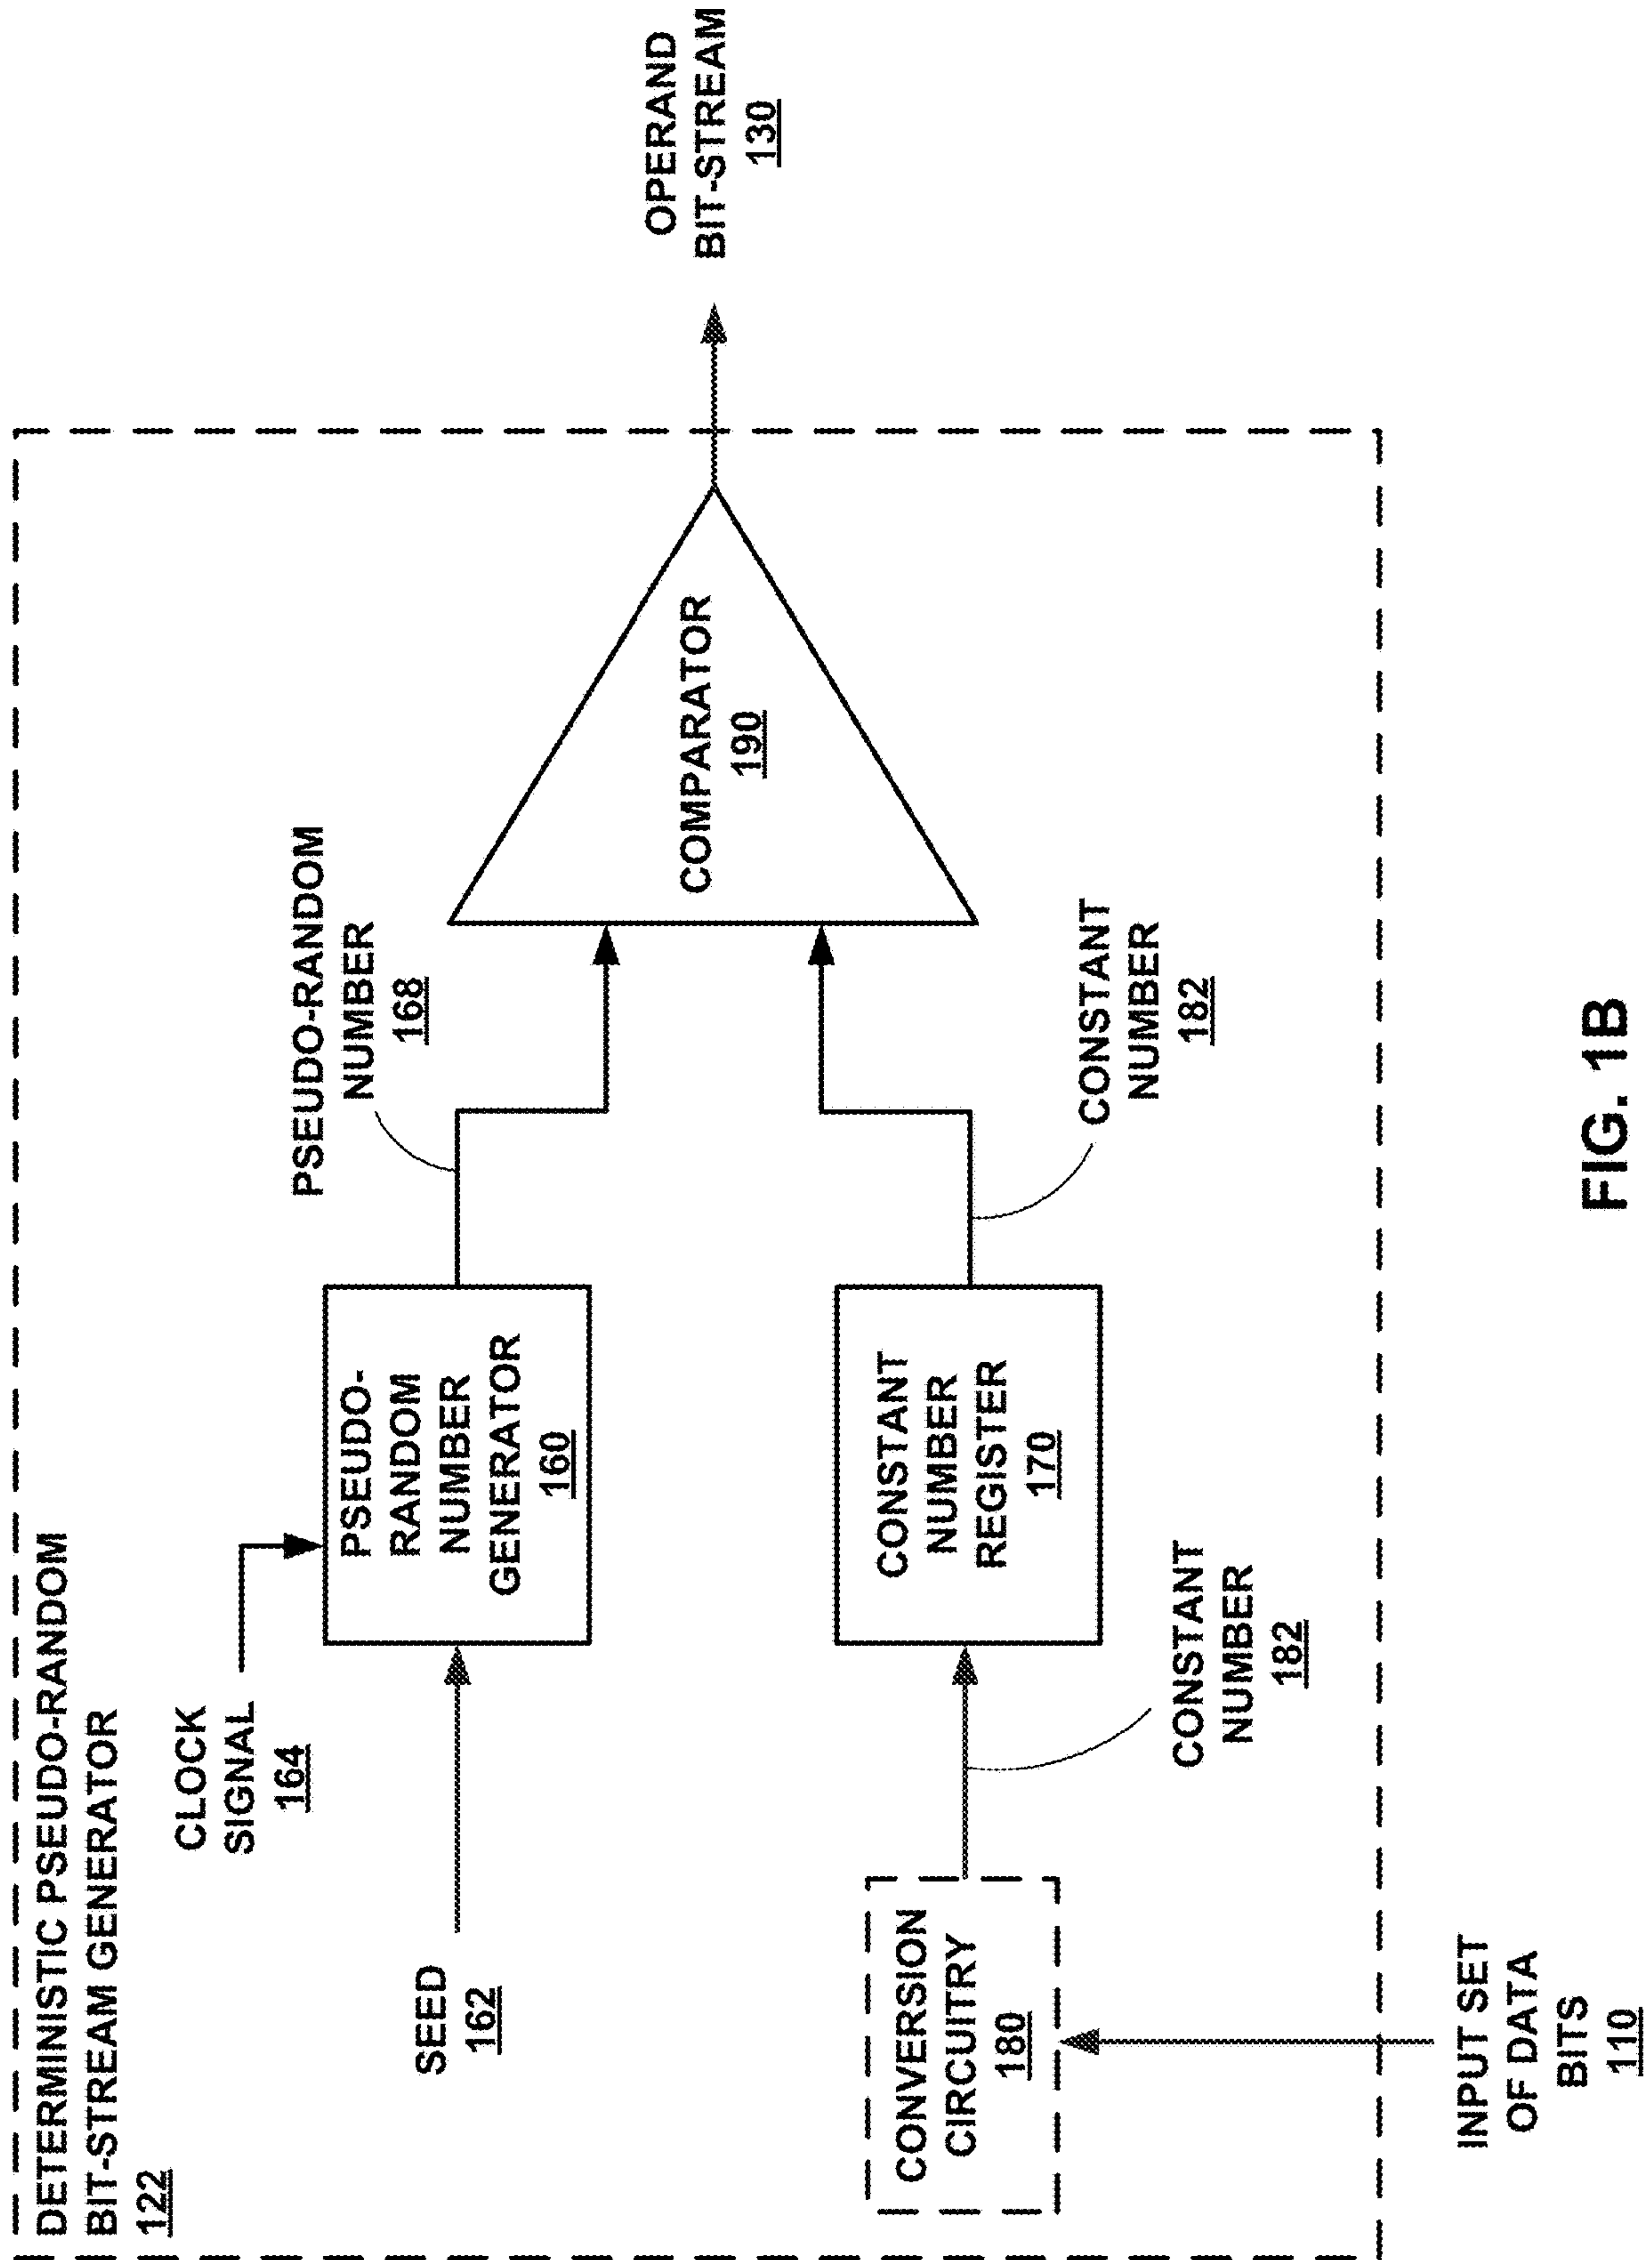 DETERMINISTIC PSEUDO-RANDOM
BIT-STREAM GENERATOR
122
CLOCK
SIGNAL
164
SEED
162
PSEUDO-
RANDOM
NUMBER
GENERATOR
160
PSEUDO-RANDOM
NUMBER
168
COMPARATOR
190
OPERAND
BIT-STREAM
130
CONVERSION
CIRCUITRY
180
CONSTANT
NUMBER
182
CONSTANT
NUMBER
REGISTER
170
CONSTANT
NUMBER
182
INPUT SET
OF DATA
BITS
110
FIG. 1B